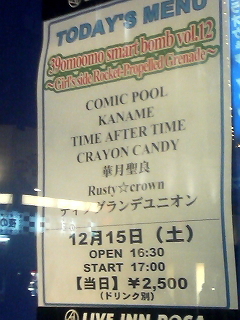 TODAY'S MENU
39omoomo smart bomb vol.12
～Girl's side Rocket-Propelled Grenade～
COMIC POOL
KANAME
TIME AFTER TIME
CRAYON CANDY
華月聖良
Rusty☆crown
ディアグランデユニオン
12月15日（土）
OPEN 16:30
START 17:00
【当日】￥2,500
（ドリンク別）
LIVE INN ROSA